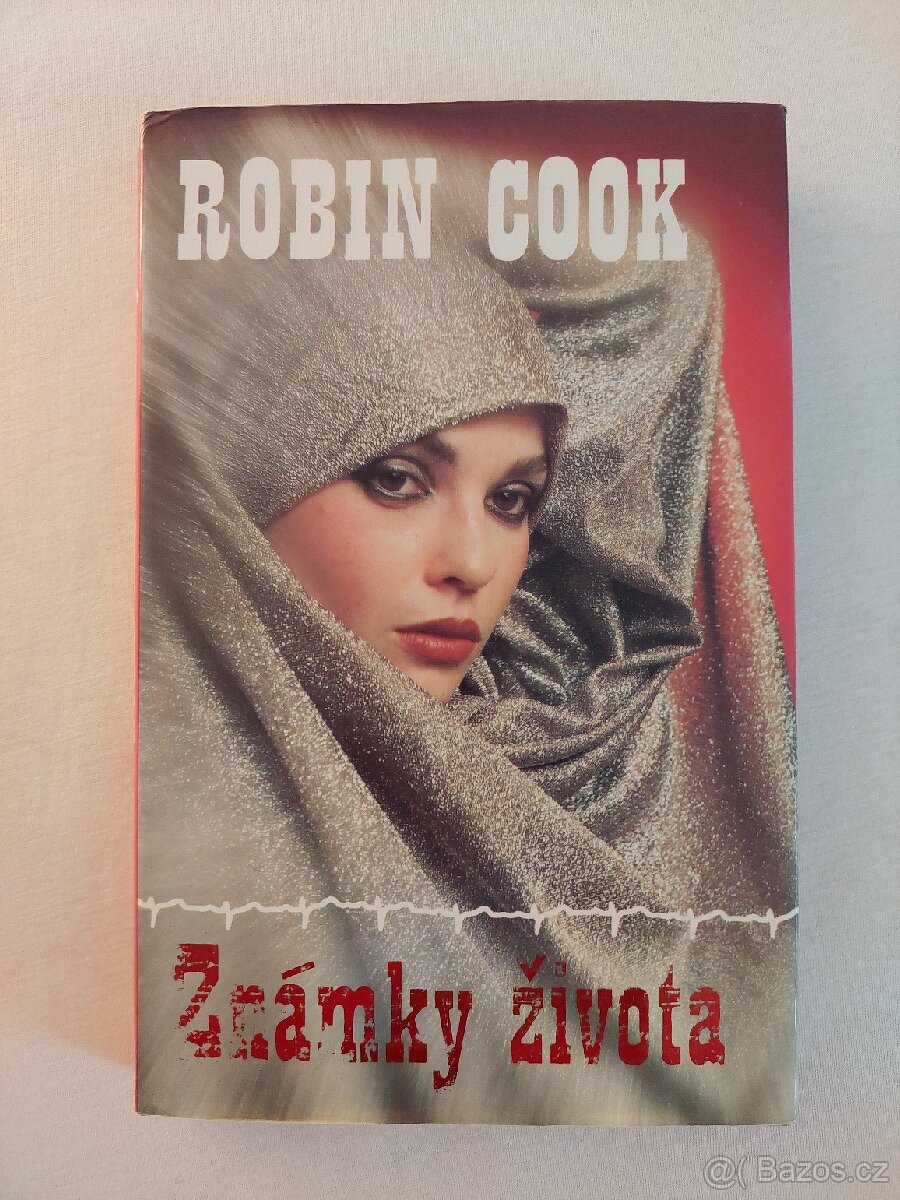 ROBIN COOK
Známky života
@( Bazos.cz